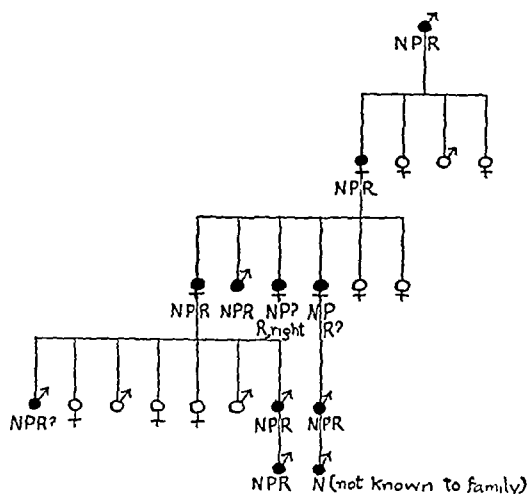 NPR
NPR
NPR NPR NP? NP
R, right R?
NPR? NPR NPR
NPR N (not known to family)